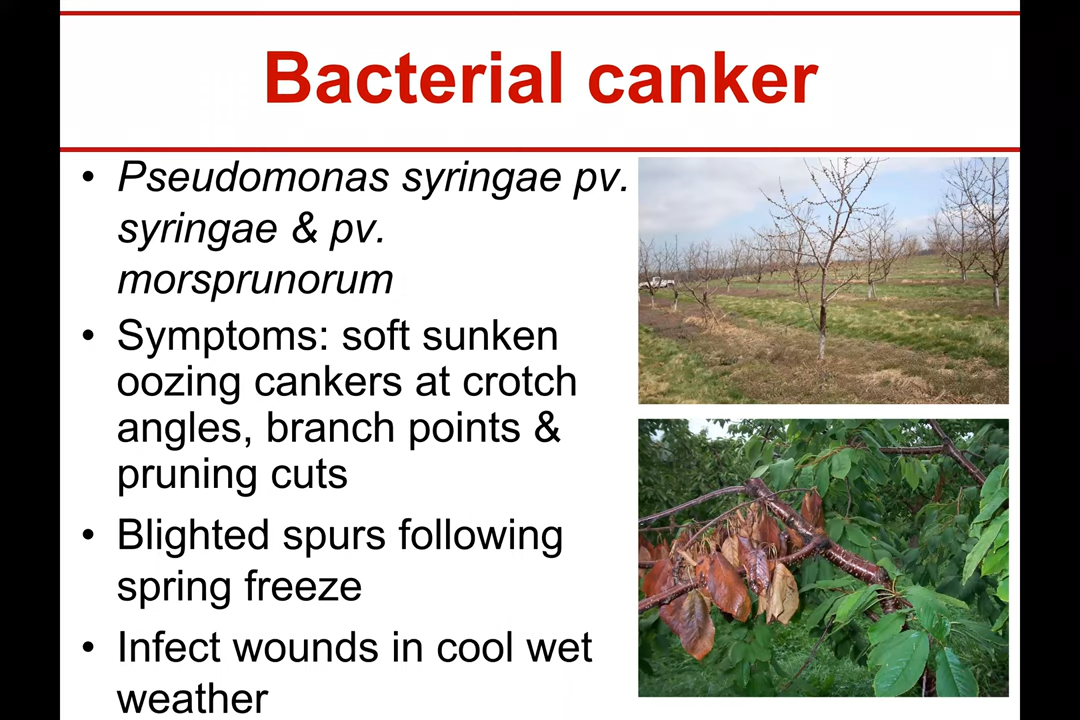 Bacterial canker
• Pseudomonas syringae pv.
syringae & pv.
morsprunorum
• Symptoms: soft sunken
oozing cankers at crotch
angles, branch points &
pruning cuts
• Blighted spurs following
spring freeze
• Infect wounds in cool wet
weather